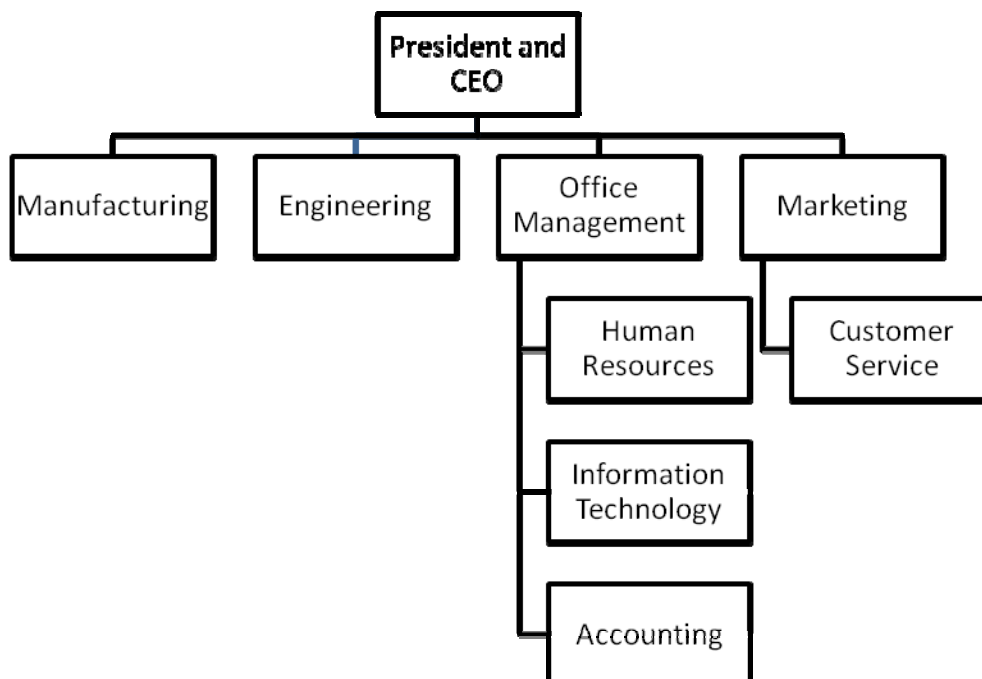 President and
CEO
Manufacturing
Engineering
Office
Management
Marketing
Human
Resources
Customer
Service
Information
Technology
Accounting